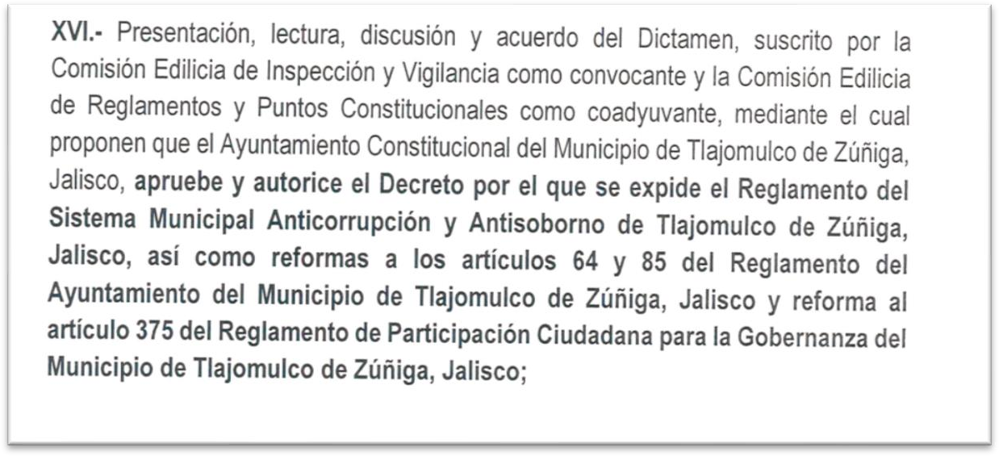 XVI.- Presentación, lectura, discusión y acuerdo del Dictamen, suscrito por la
Comisión Edilicia de Inspección y Vigilancia como convocante y la Comisión Edilicia
de Reglamentos y Puntos Constitucionales como coadyuvante, mediante el cual
proponen que el Ayuntamiento Constitucional del Municipio de Tlajomulco de Zúñiga,
Jalisco, apruebe y autorice el Decreto por el que se expide el Reglamento del
Sistema Municipal Anticorrupción y Antisoborno de Tlajomulco de Zúñiga,
Jalisco, así como reformas a los artículos 64 y 85 del Reglamento del
Ayuntamiento del Municipio de Tlajomulco de Zúñiga, Jalisco y reforma al
artículo 375 del Reglamento de Participación Ciudadana para la Gobernanza del
Municipio de Tlajomulco de Zúñiga, Jalisco;